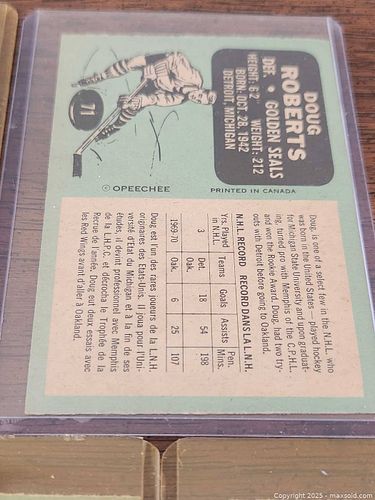 DOUG
ROBERTS
DEF. • GOLDEN SEALS
HEIGHT: 6'2" WEIGHT: 212
BORN: OCT. 28, 1942
DETROIT, MICHIGAN
71
© OPEECHEE
PRINTED IN CANADA
Doug, is one of a select few in the N.H.L. who
was born in the United States — played hockey
for Michigan State University and upon graduat-
ing, turned pro with Memphis of the C.P.H.L.
and won the Rookie Award. Doug, had two try-
outs with Detroit before going to Oakland.
N.H.L. RECORD RECORD DANS LA L.N.H.
Yrs. Played Teams Goals Assists Pen.
in N.H.L. Mins.
3 Det. 18 54 198
Oak.
1969-70 Oak. 6 25 107
Doug est l'un des rares joueurs de la L.N.H.
originaires des Etats-Unis. Il joua pour l'Uni-
versité d'Etat du Michigan et à la fin de ses
études, il devint professionnel avec Memphis
de la L.H.P.C. et décrocha le Trophée de la
Recrue de l'année. Doug eut deux essais avec
les Red Wings avant d'aller à Oakland.
Copyright 2025 - maxsold.com